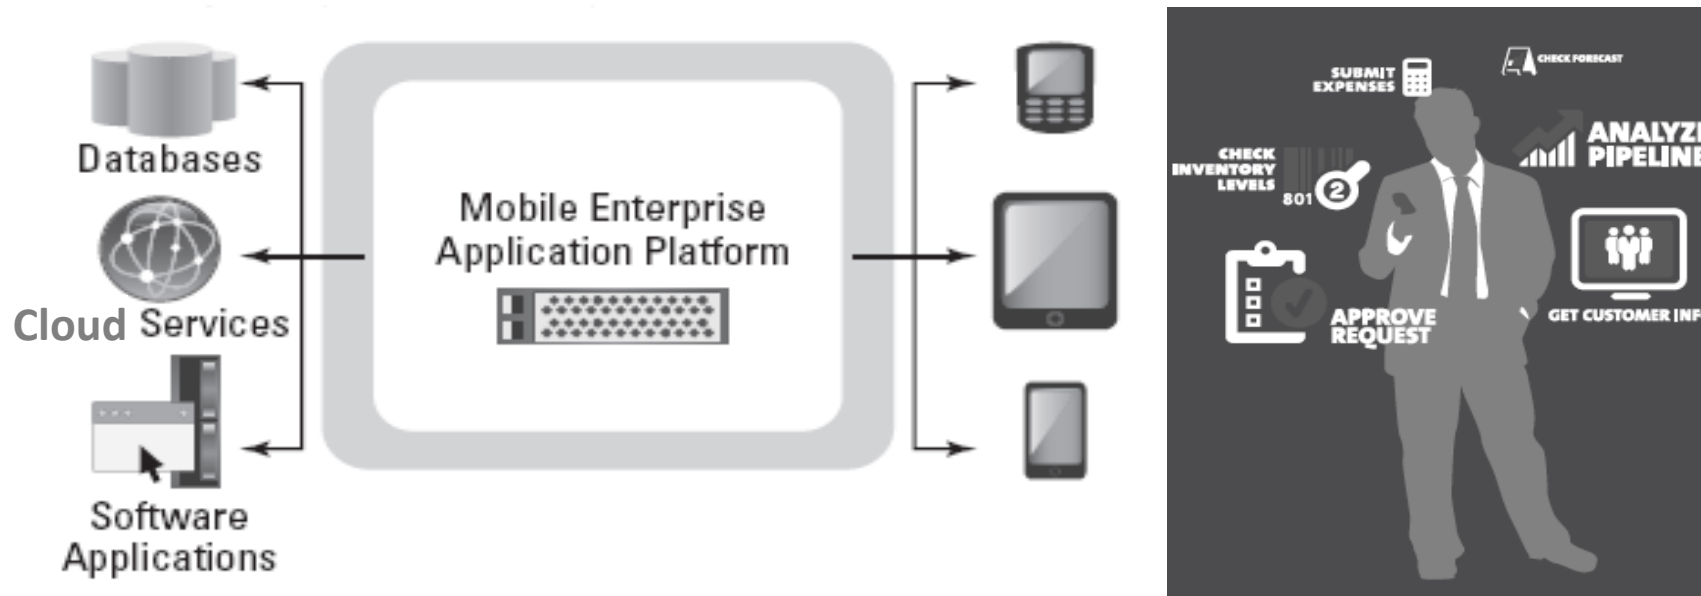 Databases
Cloud Services
Software
Applications
Mobile Enterprise
Application Platform
SUBMIT
EXPENSES
CHECK FORECAST
ANALYZE
PIPELINE
CHECK
INVENTORY
LEVELS
801
2
APPROVE
REQUEST
GET CUSTOMER INF